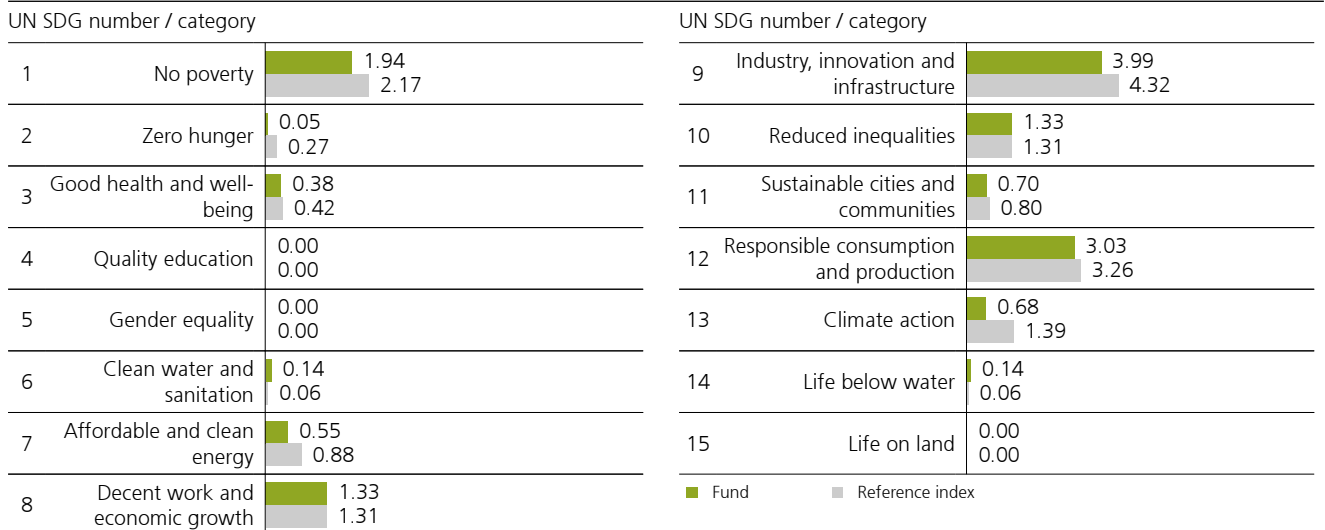 UN SDG number / category
1 No poverty 1.94
2.17
2 Zero hunger 0.05
0.27
3 Good health and well-
being 0.38
0.42
4 Quality education 0.00
0.00
5 Gender equality 0.00
0.00
6 Clean water and
sanitation 0.14
0.06
7 Affordable and clean
energy 0.55
0.88
8 Decent work and
economic growth 1.33
1.31
UN SDG number / category
9 Industry, innovation and
infrastructure 3.99
4.32
10 Reduced inequalities 1.33
1.31
11 Sustainable cities and
communities 0.70
0.80
12 Responsible consumption
and production 3.03
3.26
13 Climate action 0.68
1.39
14 Life below water 0.14
0.06
15 Life on land 0.00
0.00
Fund Reference index